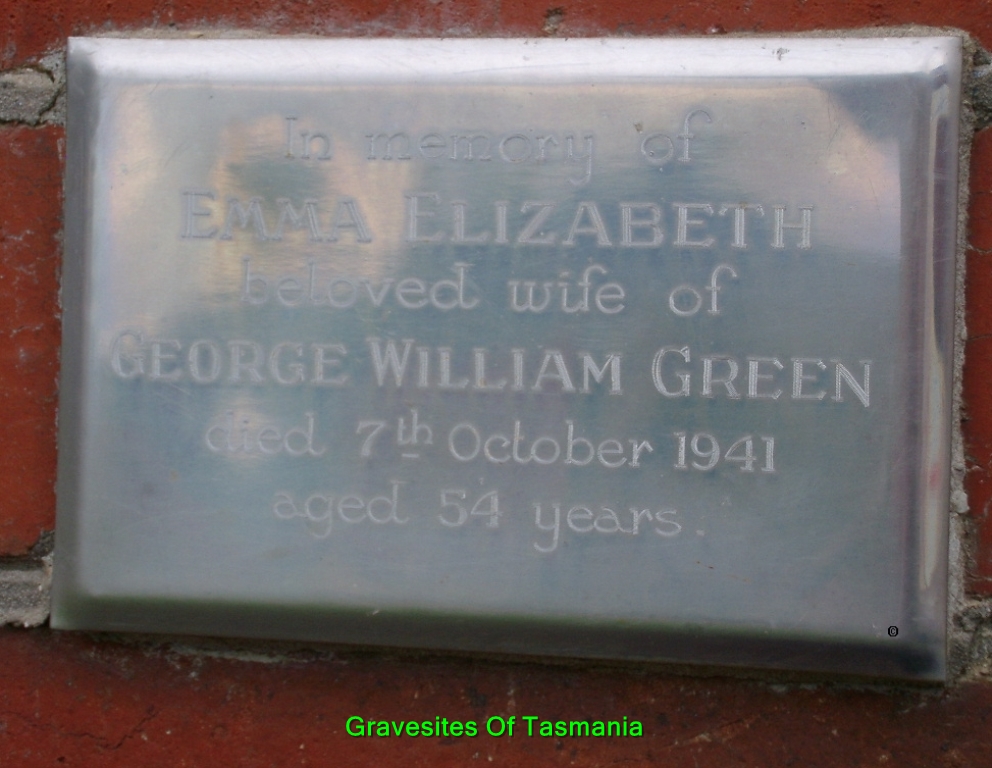 In memory of
EMMA ELIZABETH
beloved wife of
GEORGE WILLIAM GREEN
died 7th October 1941
aged 54 years.
©
Gravesites Of Tasmania